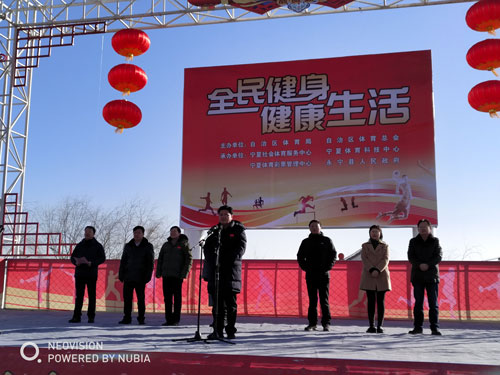 全民健身
健康生活
主办单位：自治区体育局 自治区体育总会
承办单位：宁夏社会体育服务中心 宁夏体育科技中心
宁夏体育彩票管理中心 永宁县人民政府
NEOVISION
POWERED BY NUBIA